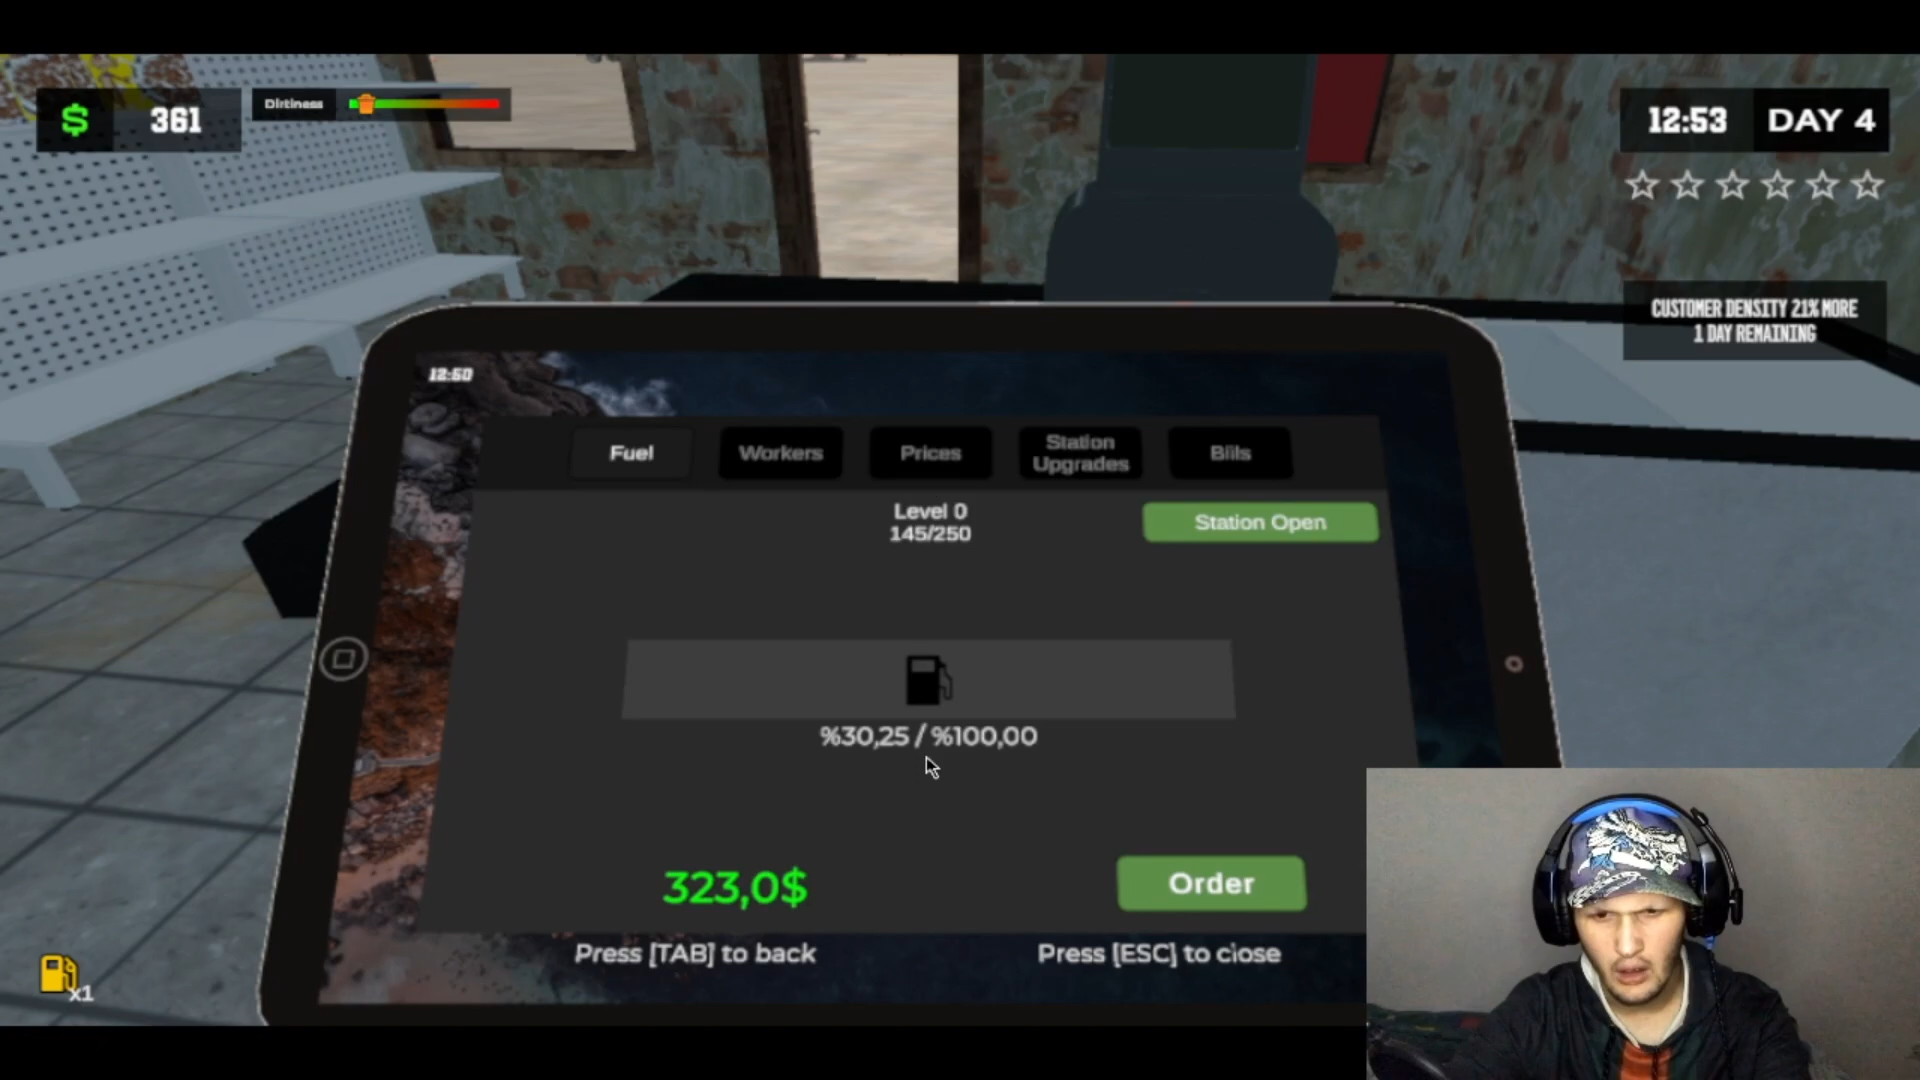 $ 361
Dirtiness
12:53 DAY 4
CUSTOMER DENSITY 21% MORE
1 DAY REMAINING
12:50
Fuel
Workers
Prices
Station
Upgrades
Bills
Level 0
145/250
Station Open
%30,25 / %100,00
323,0$
Order
Press [TAB] to back
Press [ESC] to close
x1